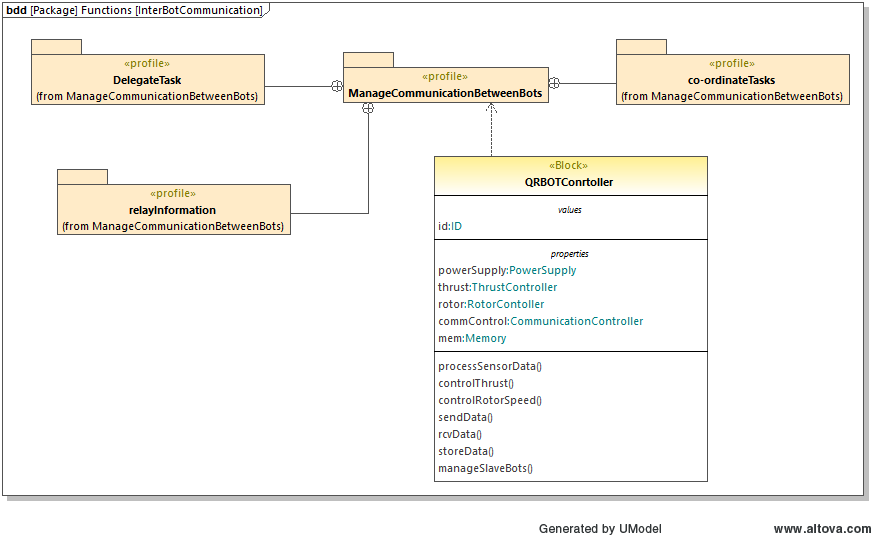 bdd [Package] Functions [InterBotCommunication]
«profile»
DelegateTask
(from ManageCommunicationBetweenBots)
«profile»
ManageCommunicationBetweenBots
«profile»
co-ordinateTasks
(from ManageCommunicationBetweenBots)
«profile»
relayInformation
(from ManageCommunicationBetweenBots)
«Block»
QRBOTConrtoller
values
id:ID
properties
powerSupply:PowerSupply
thrust:ThrustController
rotor:RotorContoller
commControl:CommunicationController
mem:Memory
processSensorData()
controlThrust()
controlRotorSpeed()
sendData()
rcvData()
storeData()
manageSlaveBots()
Generated by UModel
www.altova.com